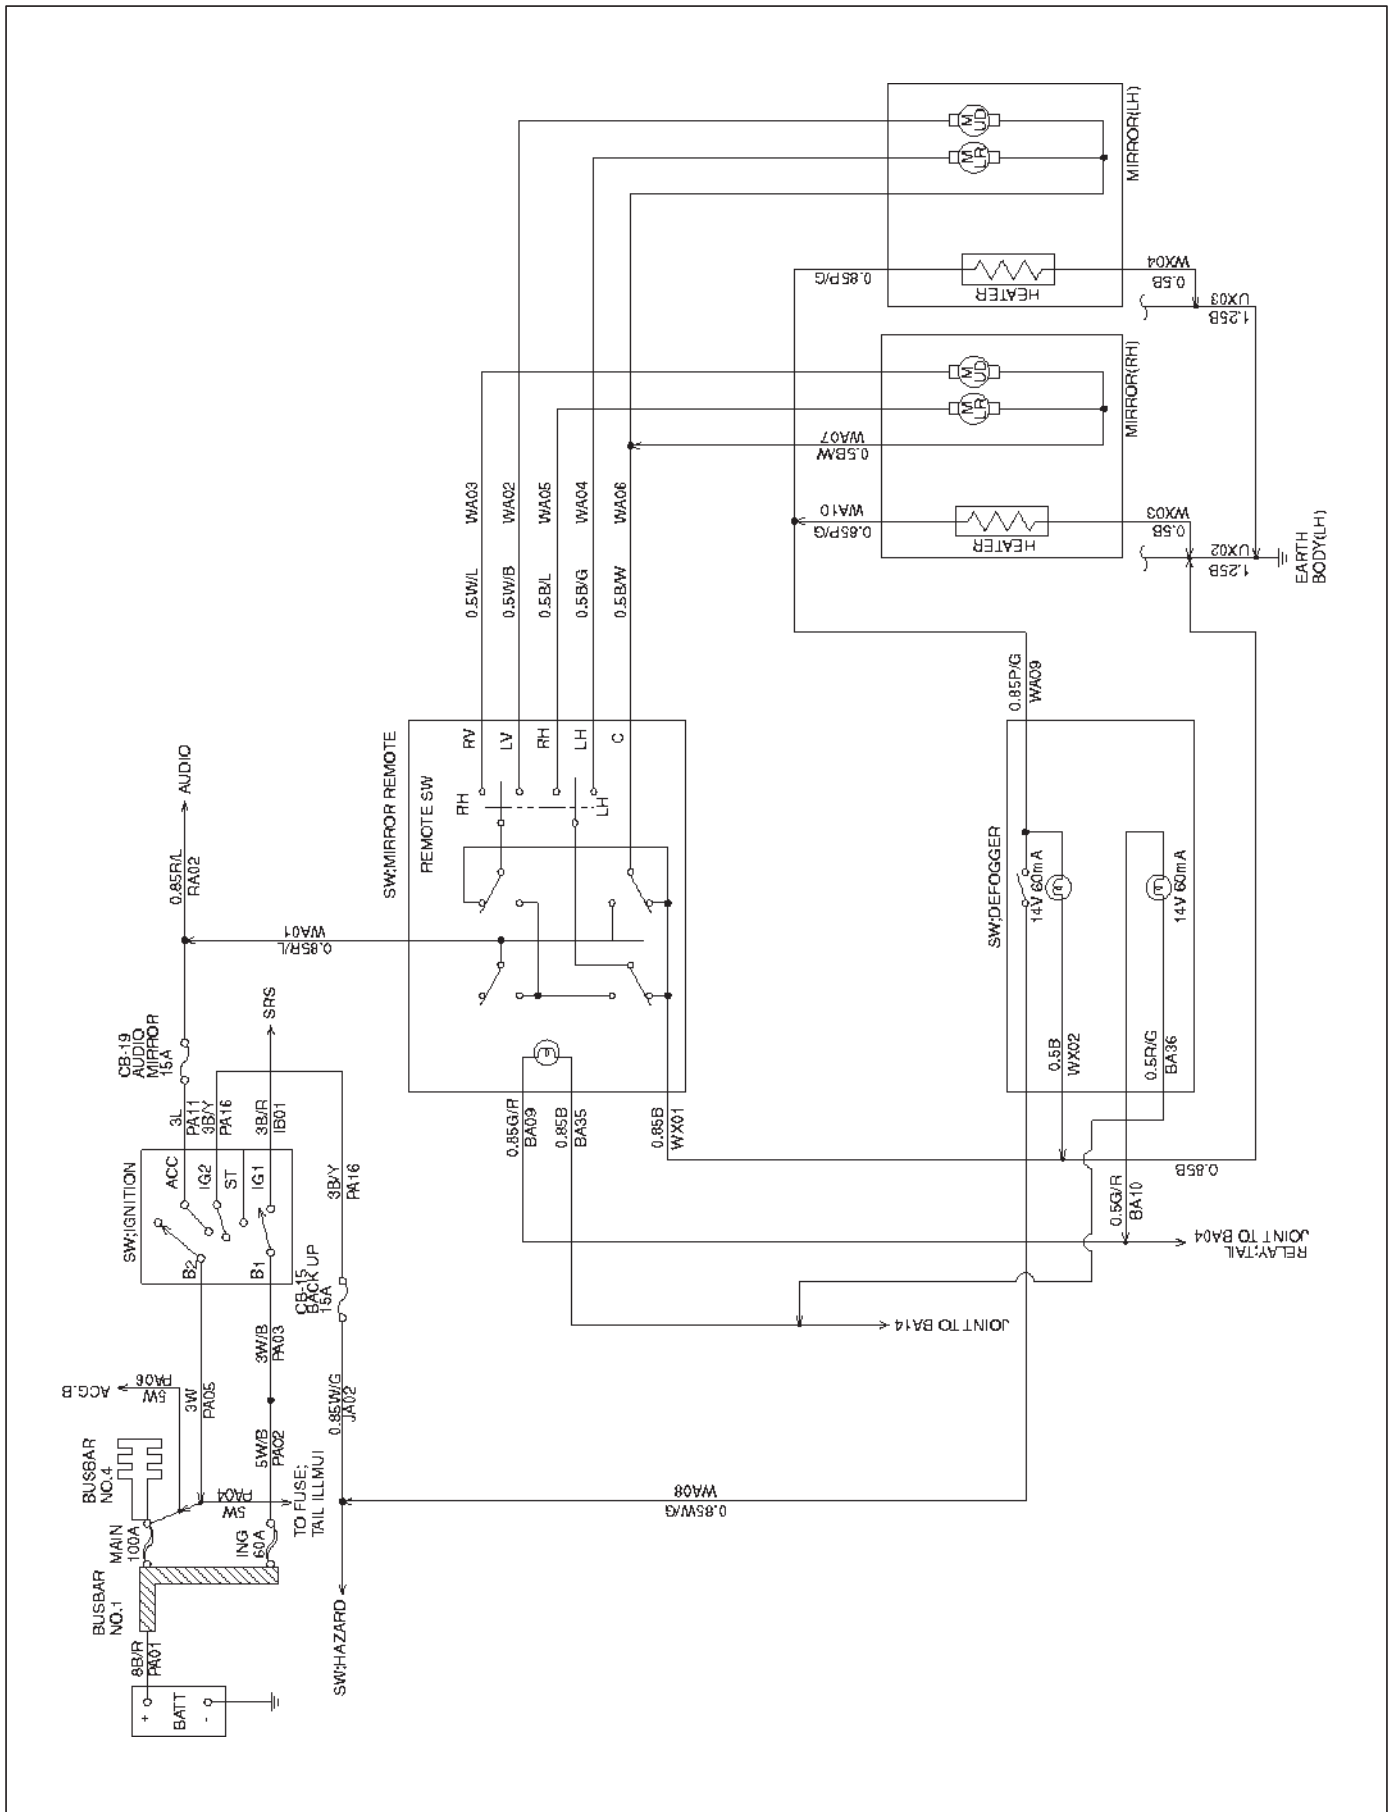 BATT
+
-
8B/R
PA01
BUSBAR
NO.1
MAIN
100A
BUSBAR
NO.4
ING
60A
ACG.B
5W
PA06
5W
PA04
TO FUSE;
TAIL ILLMUI
3W
PA05
5W/B
PA02
3W/B
PA03
SW;IGNITION
B2
B1
ACC
IG2
ST
IG1
3L
PA11
3B/Y
PA16
3B/R
IB01
SRS
CB-19
AUDIO
MIRROR
15A
0.85R/L
RA02
AUDIO
3B/Y
PA16
CB-15
BACK UP
15A
0.85W/G
JA02
SW;HAZARD
0.85R/L
WA01
SW;MIRROR REMOTE
REMOTE SW
RH
LH
RV
LV
RH
LH
C
0.5W/L
WA03
0.5W/B
WA02
0.5B/L
WA05
0.5B/G
WA04
0.5B/W
WA06
0.85G/R
BA09
0.85B
BA35
0.85B
WX01
0.85W/G
WA08
JOINT TO BA14
RELAY;TAIL
JOINT TO BA04
0.5G/R
BA10
0.85B
SW;DEFOGGER
14V 60mA
14V 60mA
0.5B
WX02
0.5R/G
BA36
0.85P/G
WA09
0.85P/G
WA10
0.5B/W
WA07
MIRROR(RH)
M
UD
M
LR
HEATER
0.5B
WX03
1.25B
UX02
EARTH
BODY(LH)
0.85P/G
MIRROR(LH)
M
UD
M
LR
HEATER
0.5B
WX04
1.25B
UX03